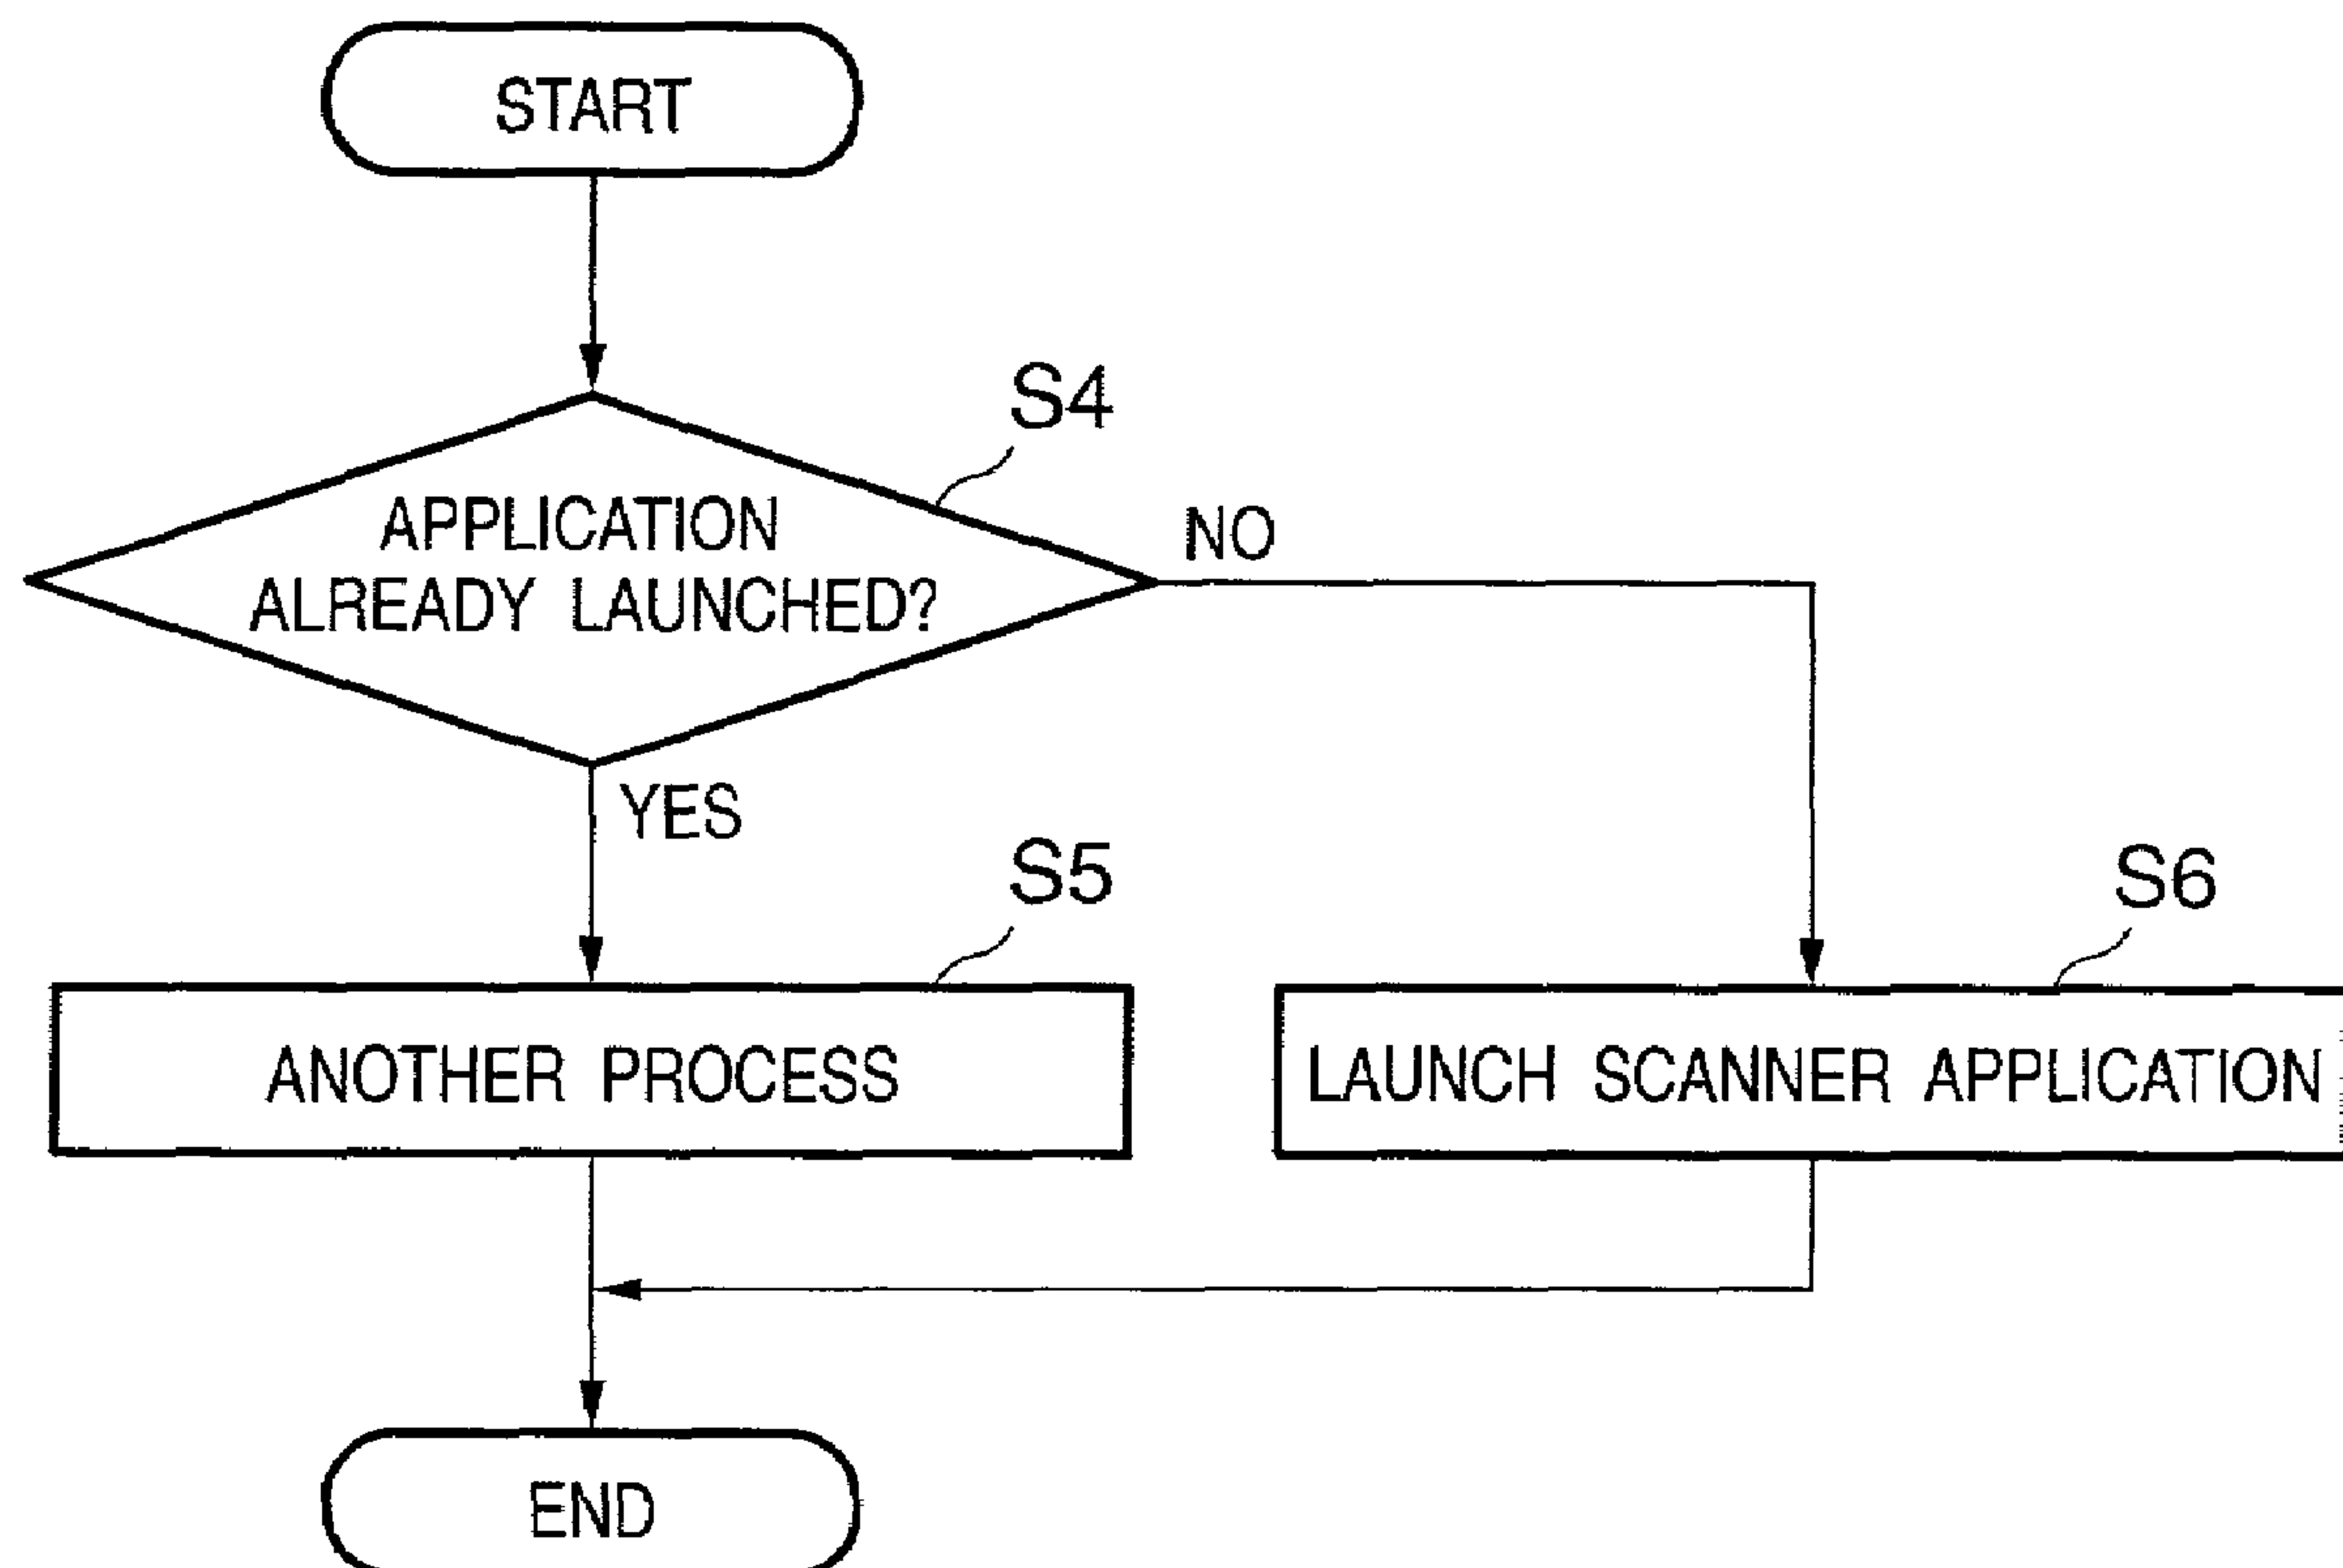 START
S4
APPLICATION
ALREADY LAUNCHED?
NO
YES
S5
S6
ANOTHER PROCESS
LAUNCH SCANNER APPLICATION
END